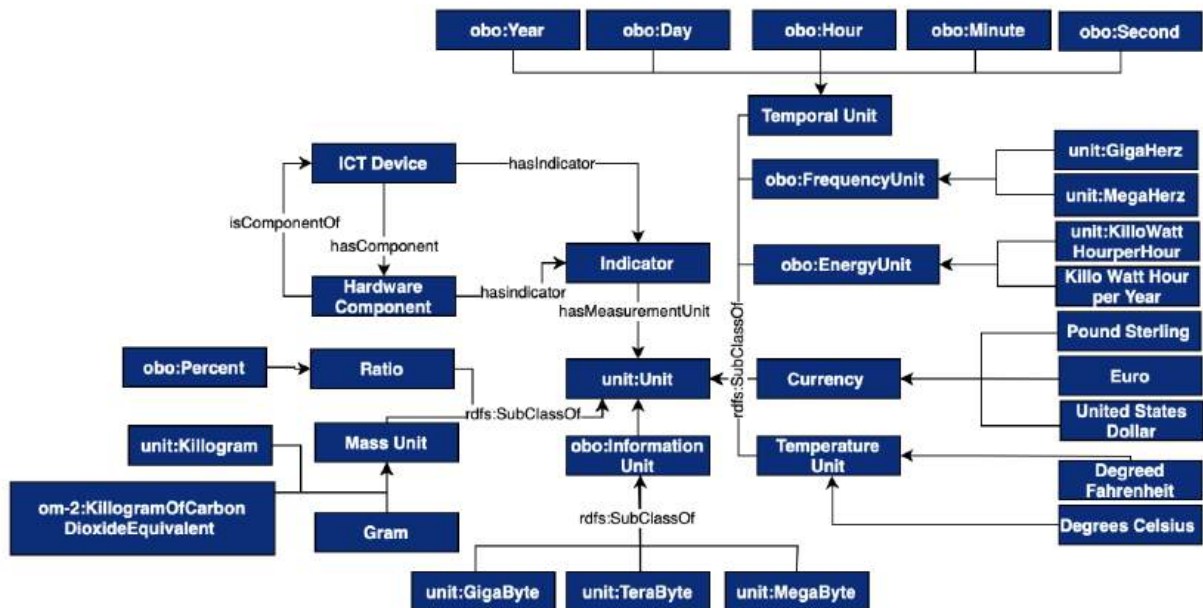 obo:Year
obo:Day
obo:Hour
obo:Minute
obo:Second
Temporal Unit
ICT Device
hasIndicator
unit:GigaHerz
obo:FrequencyUnit
unit:MegaHerz
isComponentOf
hasComponent
Indicator
obo:EnergyUnit
unit:KilloWatt
HourperHour
Hardware
Component
hasindicator
Killo Watt Hour
per Year
hasMeasurementUnit
rdfs:SubClassOf
Pound Sterling
obo:Percent
Ratio
unit:Unit
Currency
Euro
rdfs:SubClassOf
United States
Dollar
unit:Killogram
Mass Unit
obo:Information
Unit
Temperature
Unit
Degreed
Fahrenheit
om-2:KillogramOfCarbon
DioxideEquivalent
Gram
rdfs:SubClassOf
Degrees Celsius
unit:GigaByte
unit:TeraByte
unit:MegaByte